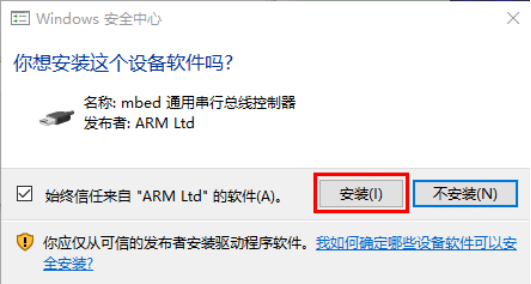 Windows 安全中心
你想安装这个设备软件吗?
名称: mbed 通用串行总线控制器
发布者: ARM Ltd
始终信任来自 "ARM Ltd" 的软件(A)。
安装(I)
不安装(N)
你应仅从可信的发布者安装驱动程序软件。我如何确定哪些设备软件可以安
全安装?